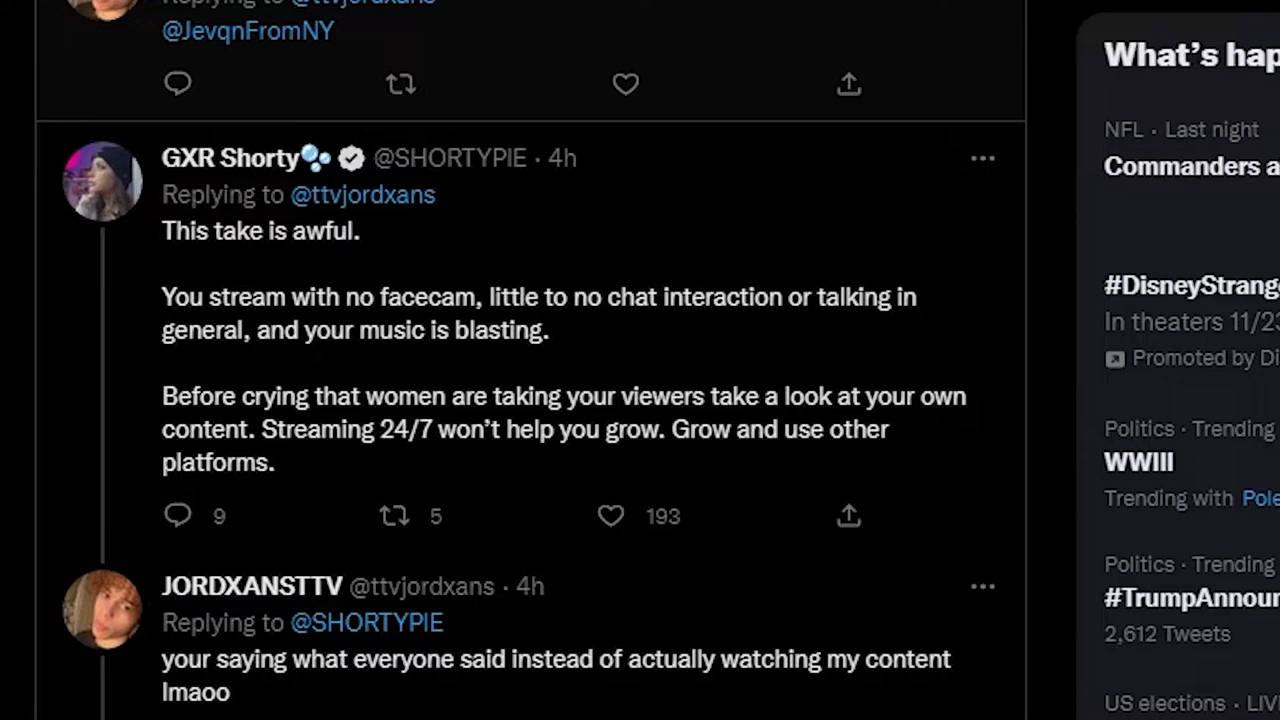 Replying to @ttvjordxans
@JevqnFromNY
GXR Shorty🫧 @SHORTYPIE · 4h
Replying to @ttvjordxans
This take is awful.
You stream with no facecam, little to no chat interaction or talking in
general, and your music is blasting.
Before crying that women are taking your viewers take a look at your own
content. Streaming 24/7 won’t help you grow. Grow and use other
platforms.
9 5 193
JORDXANSTTV @ttvjordxans · 4h
Replying to @SHORTYPIE
your saying what everyone said instead of actually watching my content
lmaoo
What’s hap
NFL · Last night
Commanders a
#DisneyStrang
In theaters 11/23
Promoted by Di
Politics · Trending
WWIII
Trending with Pole
Politics · Trending
#TrumpAnnour
2,612 Tweets
US elections · LIV